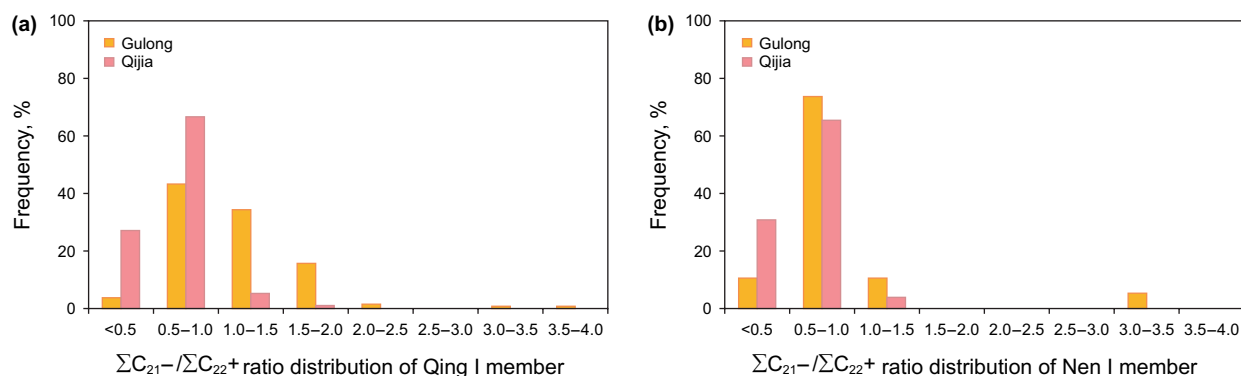 (a)
100
80
60
40
20
0
Frequency, %
Gulong
Qijia
<0.5 0.5–1.0 1.0–1.5 1.5–2.0 2.0–2.5 2.5–3.0 3.0–3.5 3.5–4.0
∑C₂₁–/∑C₂₂+ ratio distribution of Qing I member
(b)
100
80
60
40
20
0
Frequency, %
Gulong
Qijia
<0.5 0.5–1.0 1.0–1.5 1.5–2.0 2.0–2.5 2.5–3.0 3.0–3.5 3.5–4.0
∑C₂₁–/∑C₂₂+ ratio distribution of Nen I member